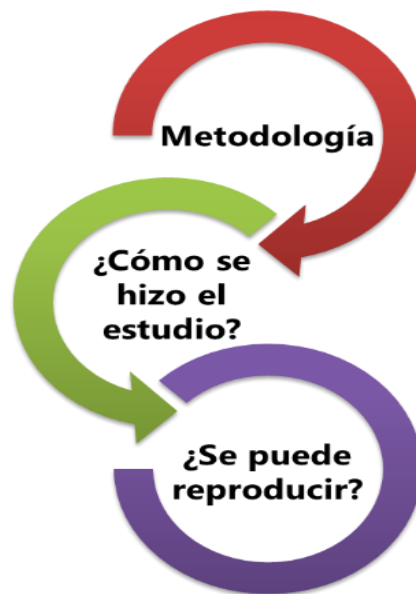 Metodología
¿Cómo se
hizo el
estudio?
¿Se puede
reproducir?